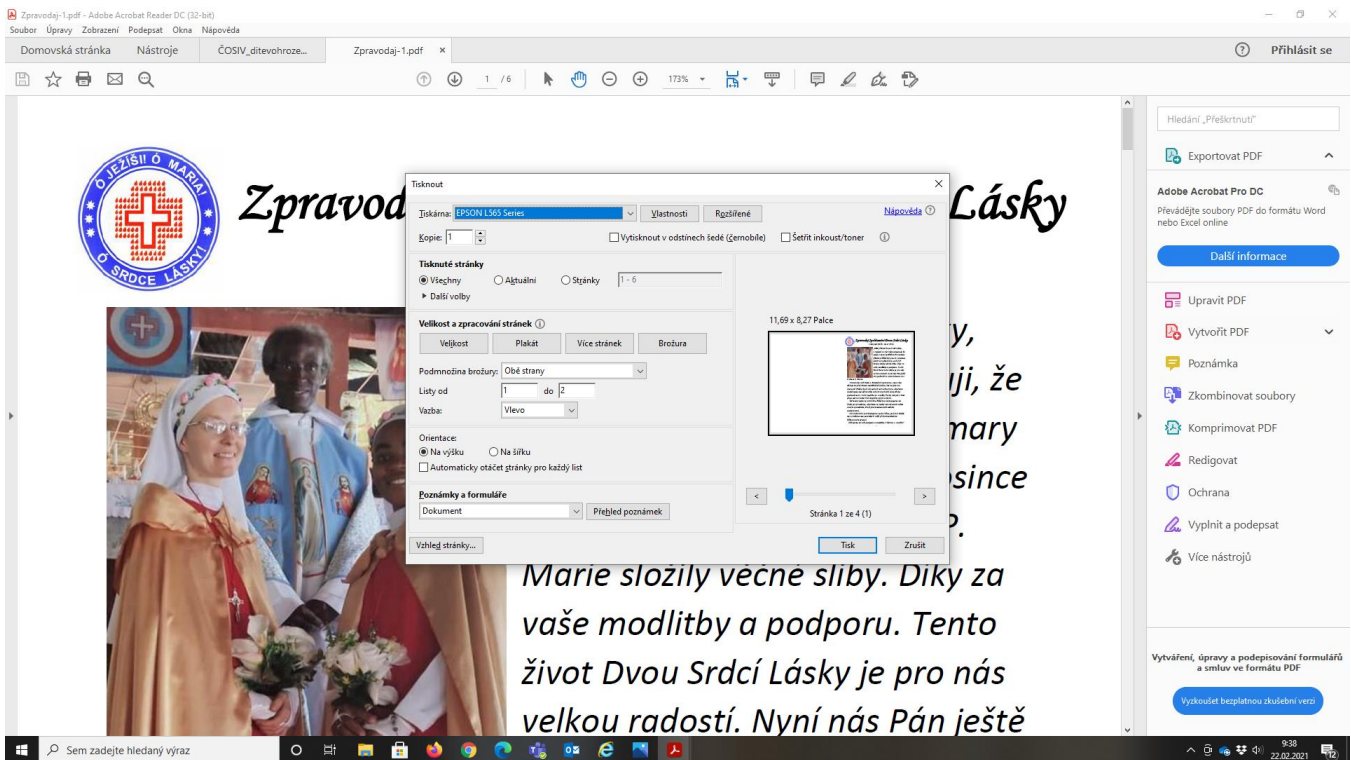 Zpravodaj-1.pdf - Adobe Acrobat Reader DC (32-bit)
Soubor Úpravy Zobrazení Podepsat Okna Nápověda
Domovská stránka Nástroje ČOSIV_ditevohroze... Zpravodaj-1.pdf × Přihlásit se
1 /6 173%
Hledání „Přeškrtnutí"
Exportovat PDF
Adobe Acrobat Pro DC
Převádějte soubory PDF do formátu Word
nebo Excel online
Další informace
Upravit PDF
Vytvořit PDF
Poznámka
Zkombinovat soubory
Komprimovat PDF
Redigovat
Ochrana
Vyplnit a podepsat
Více nástrojů
Vytváření, úpravy a podepisování formulářů
a smluv ve formátu PDF
Vyzkoušet bezplatnou zkušební verzi
Ó JEŽÍŠI! Ó MARIA!
Ó SRDCE LÁSKY!
Zpravod Lásky
Tisknout
Tiskárna: EPSON L565 Series Vlastnosti Rozšířené Nápověda
Kopie: 1 Vytisknout v odstínech šedé (černobíle) Šetřit inkoust/toner
Tisknuté stránky
Všechny Aktuální Stránky 1 - 6
Další volby
Velikost a zpracování stránek
Velikost Plakát Více stránek Brožura
Podmnožina brožury: Obě strany
Listy od 1 do 2
Vazba: Vlevo
Orientace:
Na výšku Na šířku
Automaticky otáčet stránky pro každý list
Poznámky a formuláře
Dokument Přehled poznámek
11,69 x 8,27 Palce
< >
Stránka 1 ze 4 (1)
Vzhled stránky... Tisk Zrušit
y,
ji, že
mary
since
Marie složily věčné sliby. Díky za
vaše modlitby a podporu. Tento
život Dvou Srdcí Lásky je pro nás
velkou radostí. Nyní nás Pán ještě
Sem zadejte hledaný výraz
9:38
22.02.2021